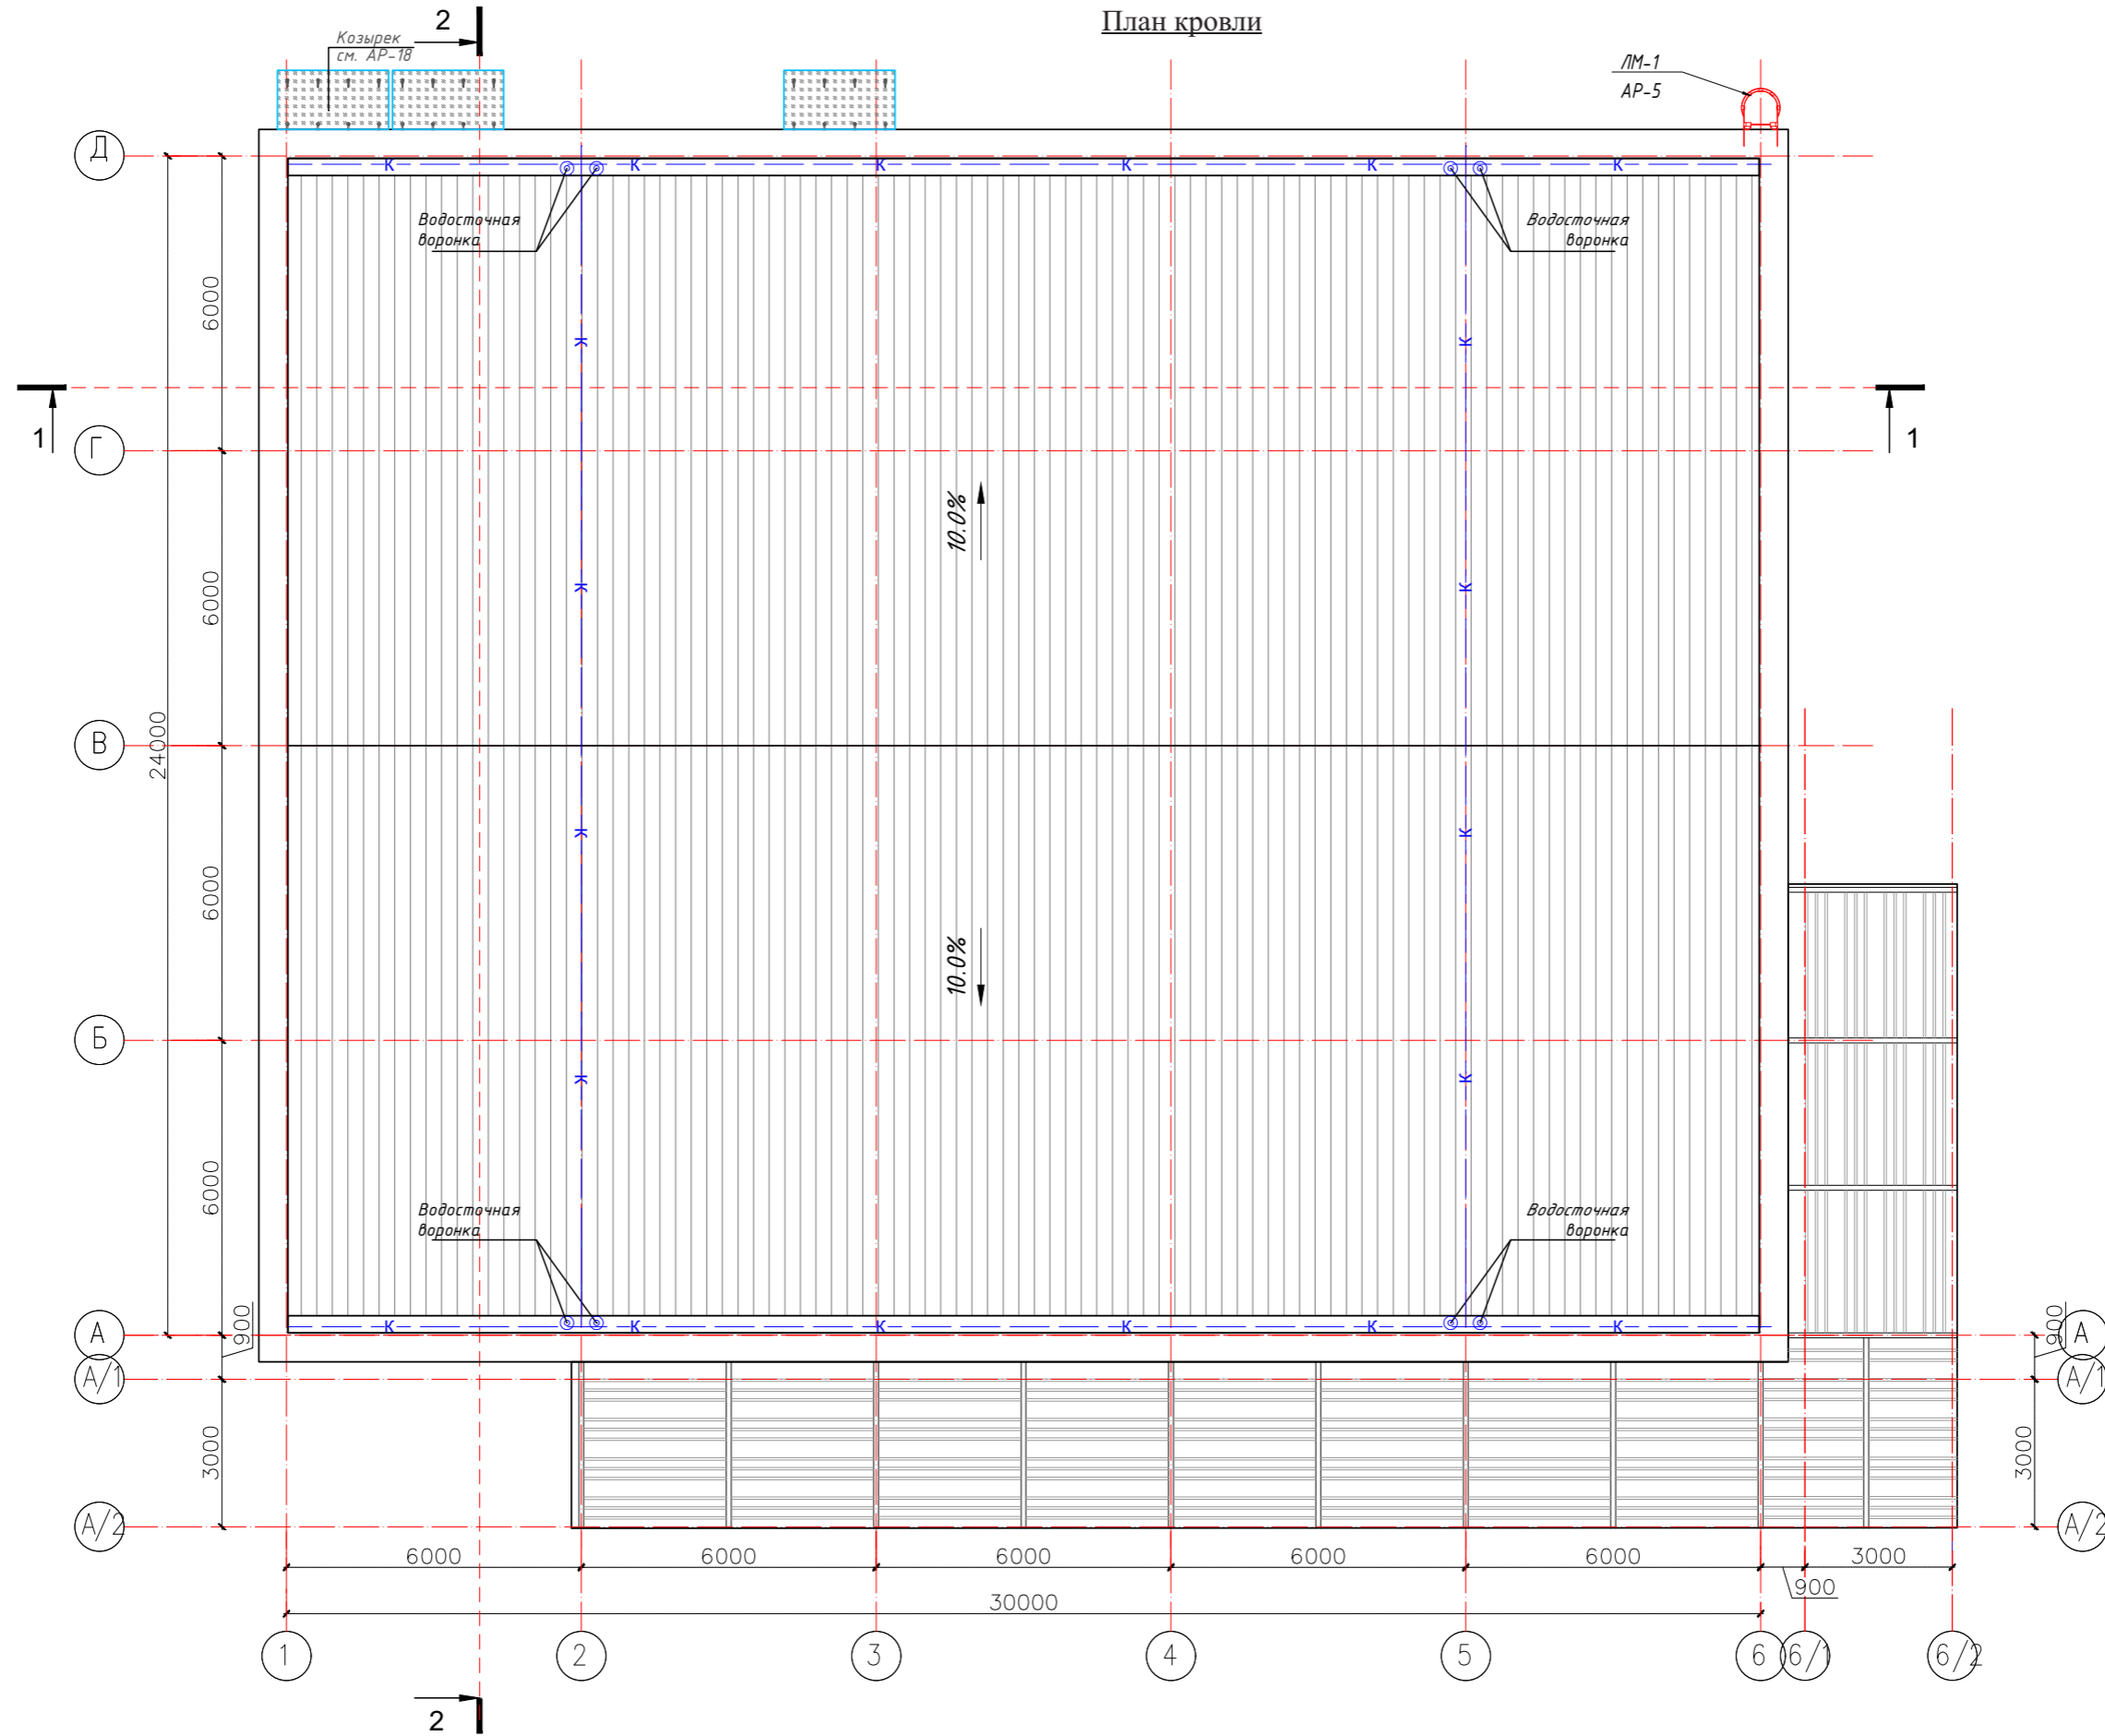 План кровли
2
Козырек
см. АР-18
ЛМ-1
АР-5
Д
К К К К К К
Водосточная
воронка
Водосточная
воронка
6000
К К
1
1
Г
10.0%
6000
К К
24000
В
К К
6000
10.0%
Б
К К
6000
Водосточная
воронка
Водосточная
воронка
900
900
А
К К К К К К
А
А/1
А/1
3000
3000
А/2
А/2
6000 6000 6000 6000 6000 3000
900
30000
1 2 3 4 5 6 6/1 6/2
2